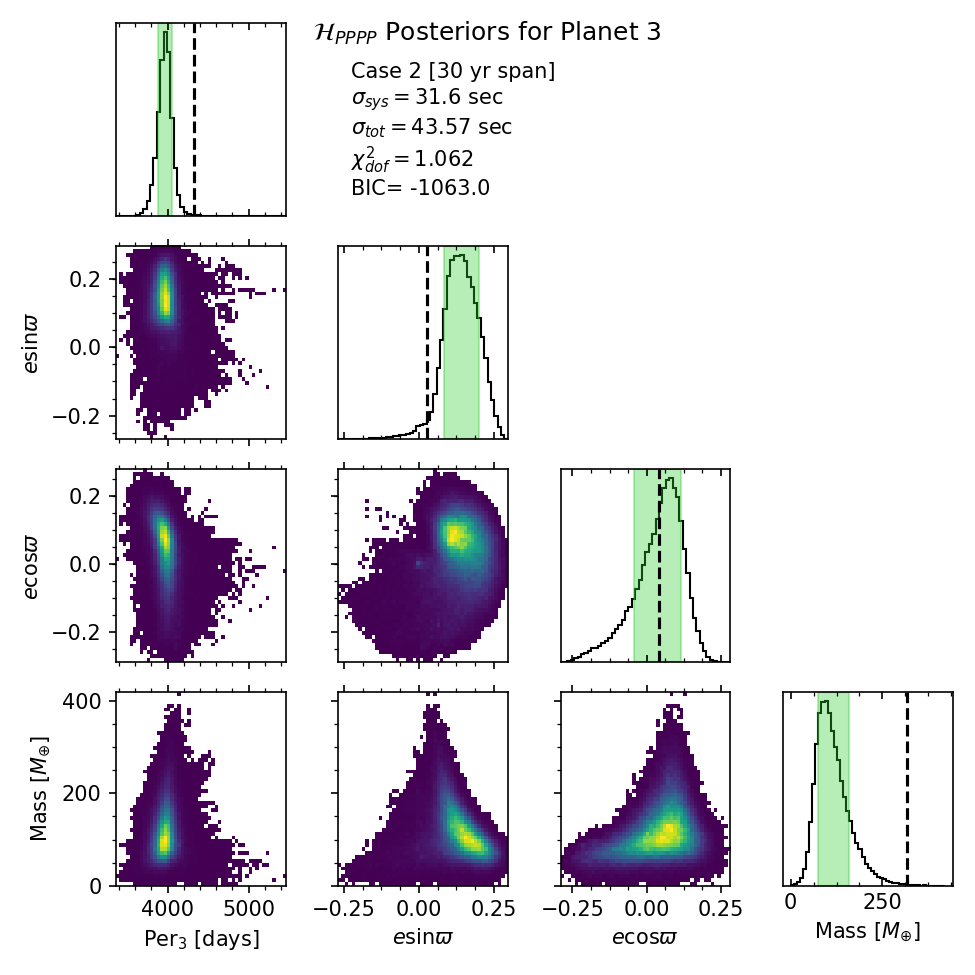 𝓗_PPPP Posteriors for Planet 3
Case 2 [30 yr span]
σ_sys = 31.6 sec
σ_tot = 43.57 sec
χ²_dof = 1.062
BIC= -1063.0
esinϖ
0.2
0.0
−0.2
ecosϖ
0.2
0.0
−0.2
Mass [M⊕]
400
200
0
4000 5000
Per₃ [days]
−0.25 0.00 0.25
esinϖ
−0.25 0.00 0.25
ecosϖ
0 250
Mass [M⊕]